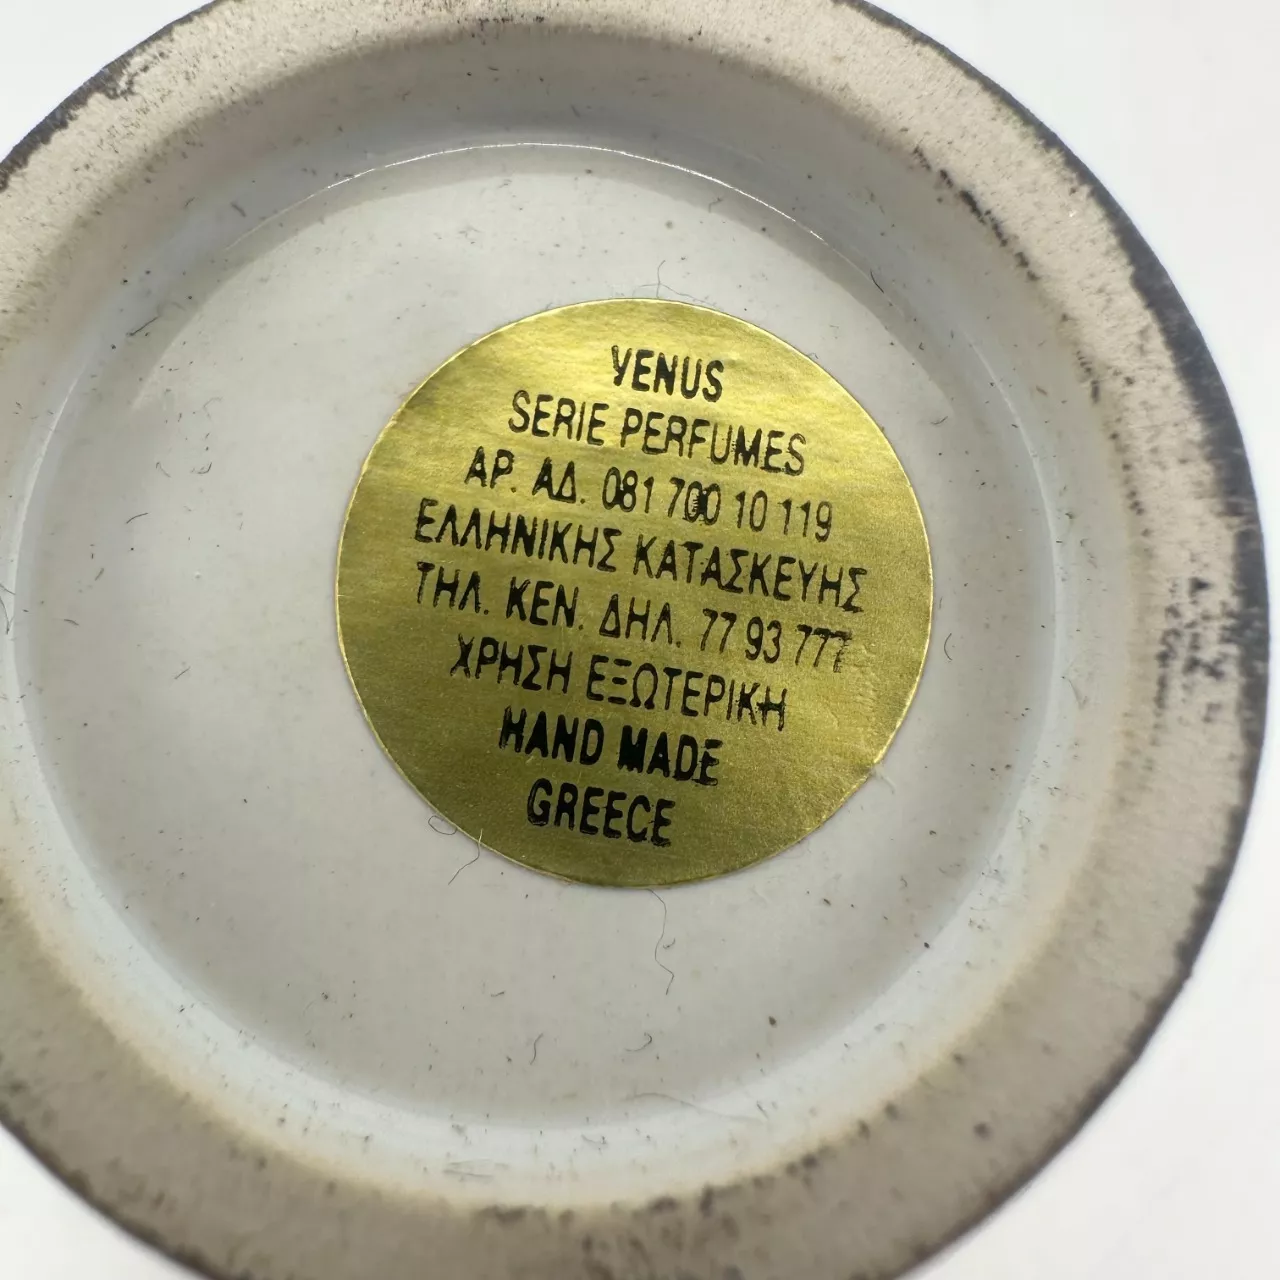 VENUS
SERIE PERFUMES
ΑΡ. ΑΔ. 081 700 10 119
ΕΛΛΗΝΙΚΗΣ ΚΑΤΑΣΚΕΥΗΣ
ΤΗΛ. ΚΕΝ. ΔΗΛ. 77 93 777
ΧΡΗΣΗ ΕΞΩΤΕΡΙΚΗ
HAND MADE
GREECE